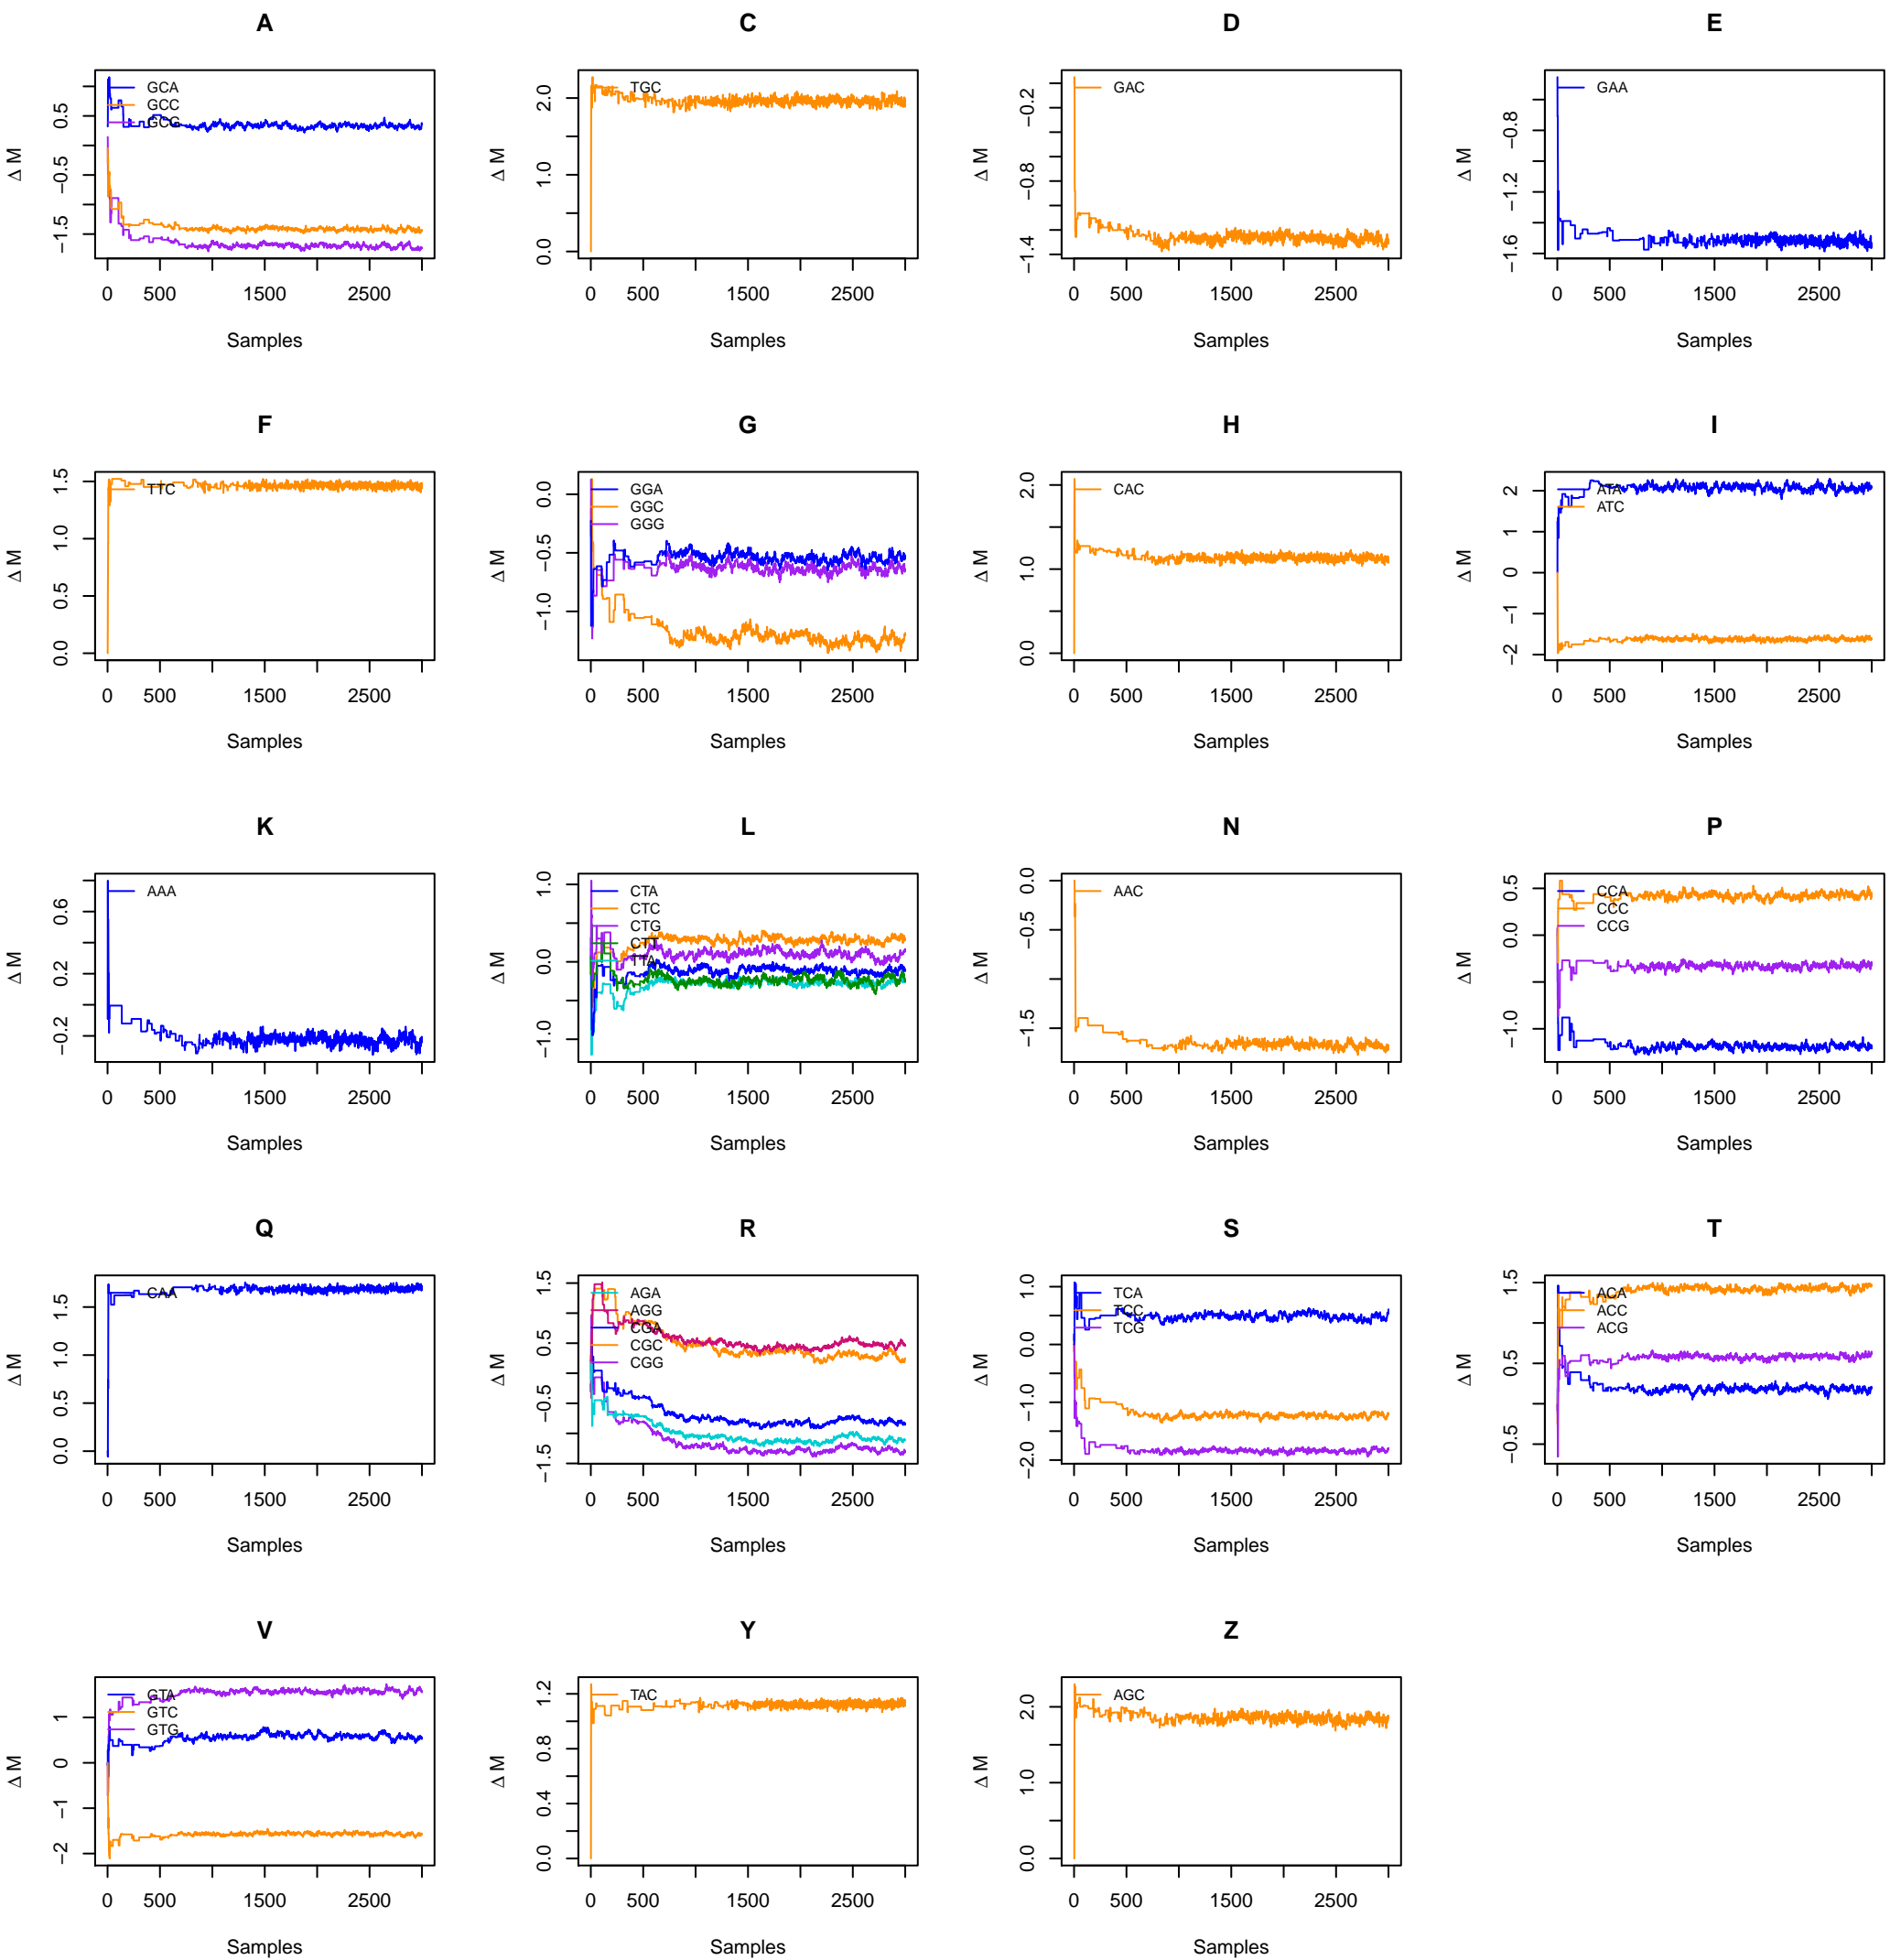 A
C
D
E
Δ M
−1.5
−0.5
0.5
GCA
GCC
GCG
0
500
1500
2500
Samples
Δ M
0.0
1.0
2.0
TGC
0
500
1500
2500
Samples
Δ M
−1.4
−0.8
−0.2
GAC
0
500
1500
2500
Samples
Δ M
−1.6
−1.2
−0.8
GAA
0
500
1500
2500
Samples
F
G
H
I
Δ M
0.0
0.5
1.0
1.5
TTC
0
500
1500
2500
Samples
Δ M
−1.0
−0.5
0.0
GGA
GGC
GGG
0
500
1500
2500
Samples
Δ M
0.0
1.0
2.0
CAC
0
500
1500
2500
Samples
Δ M
−2
−1
0
1
2
ATA
ATC
0
500
1500
2500
Samples
K
L
N
P
Δ M
−0.2
0.2
0.6
AAA
0
500
1500
2500
Samples
Δ M
−1.0
0.0
1.0
CTA
CTC
CTG
CTT
TTA
0
500
1500
2500
Samples
Δ M
−1.5
−1.0
−0.5
0.0
AAC
0
500
1500
2500
Samples
Δ M
−1.0
0.0
0.5
CCA
CCC
CCG
0
500
1500
2500
Samples
Q
R
S
T
Δ M
0.0
0.5
1.0
1.5
CAA
0
500
1500
2500
Samples
Δ M
−1.5
−0.5
0.5
1.5
AGA
AGG
CGA
CGC
CGG
0
500
1500
2500
Samples
Δ M
−2.0
−1.0
0.0
1.0
TCA
TCC
TCG
0
500
1500
2500
Samples
Δ M
−0.5
0.5
1.5
ACA
ACC
ACG
0
500
1500
2500
Samples
V
Y
Z
Δ M
−2
−1
0
1
GTA
GTC
GTG
0
500
1500
2500
Samples
Δ M
0.0
0.4
0.8
1.2
TAC
0
500
1500
2500
Samples
Δ M
0.0
1.0
2.0
AGC
0
500
1500
2500
Samples